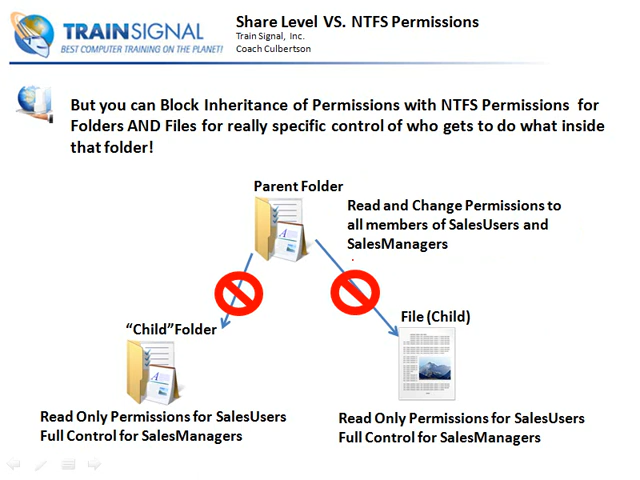 TRAINSIGNAL
BEST COMPUTER TRAINING ON THE PLANET!
Share Level VS. NTFS Permissions
Train Signal, Inc.
Coach Culbertson
But you can Block Inheritance of Permissions with NTFS Permissions for
Folders AND Files for really specific control of who gets to do what inside
that folder!
Parent Folder
Read and Change Permissions to
all members of SalesUsers and
SalesManagers
“Child”Folder
File (Child)
Read Only Permissions for SalesUsers
Full Control for SalesManagers
Read Only Permissions for SalesUsers
Full Control for SalesManagers